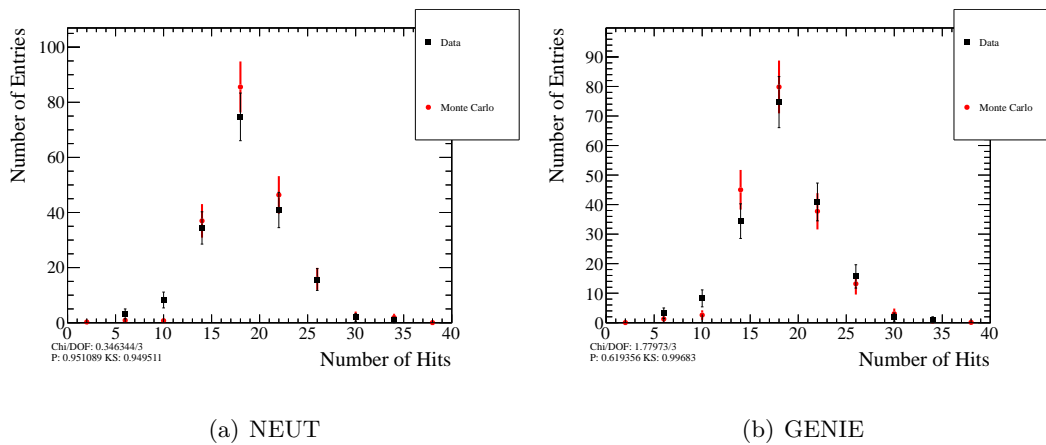 Number of Entries
100
80
60
40
20
0
0 5 10 15 20 25 30 35 40
Number of Hits
Data
Monte Carlo
Chi/DOF: 0.346344/3
P: 0.951089 KS: 0.949511
(a) NEUT
Number of Entries
90
80
70
60
50
40
30
20
10
0
0 5 10 15 20 25 30 35 40
Number of Hits
Data
Monte Carlo
Chi/DOF: 1.77973/3
P: 0.619356 KS: 0.99683
(b) GENIE